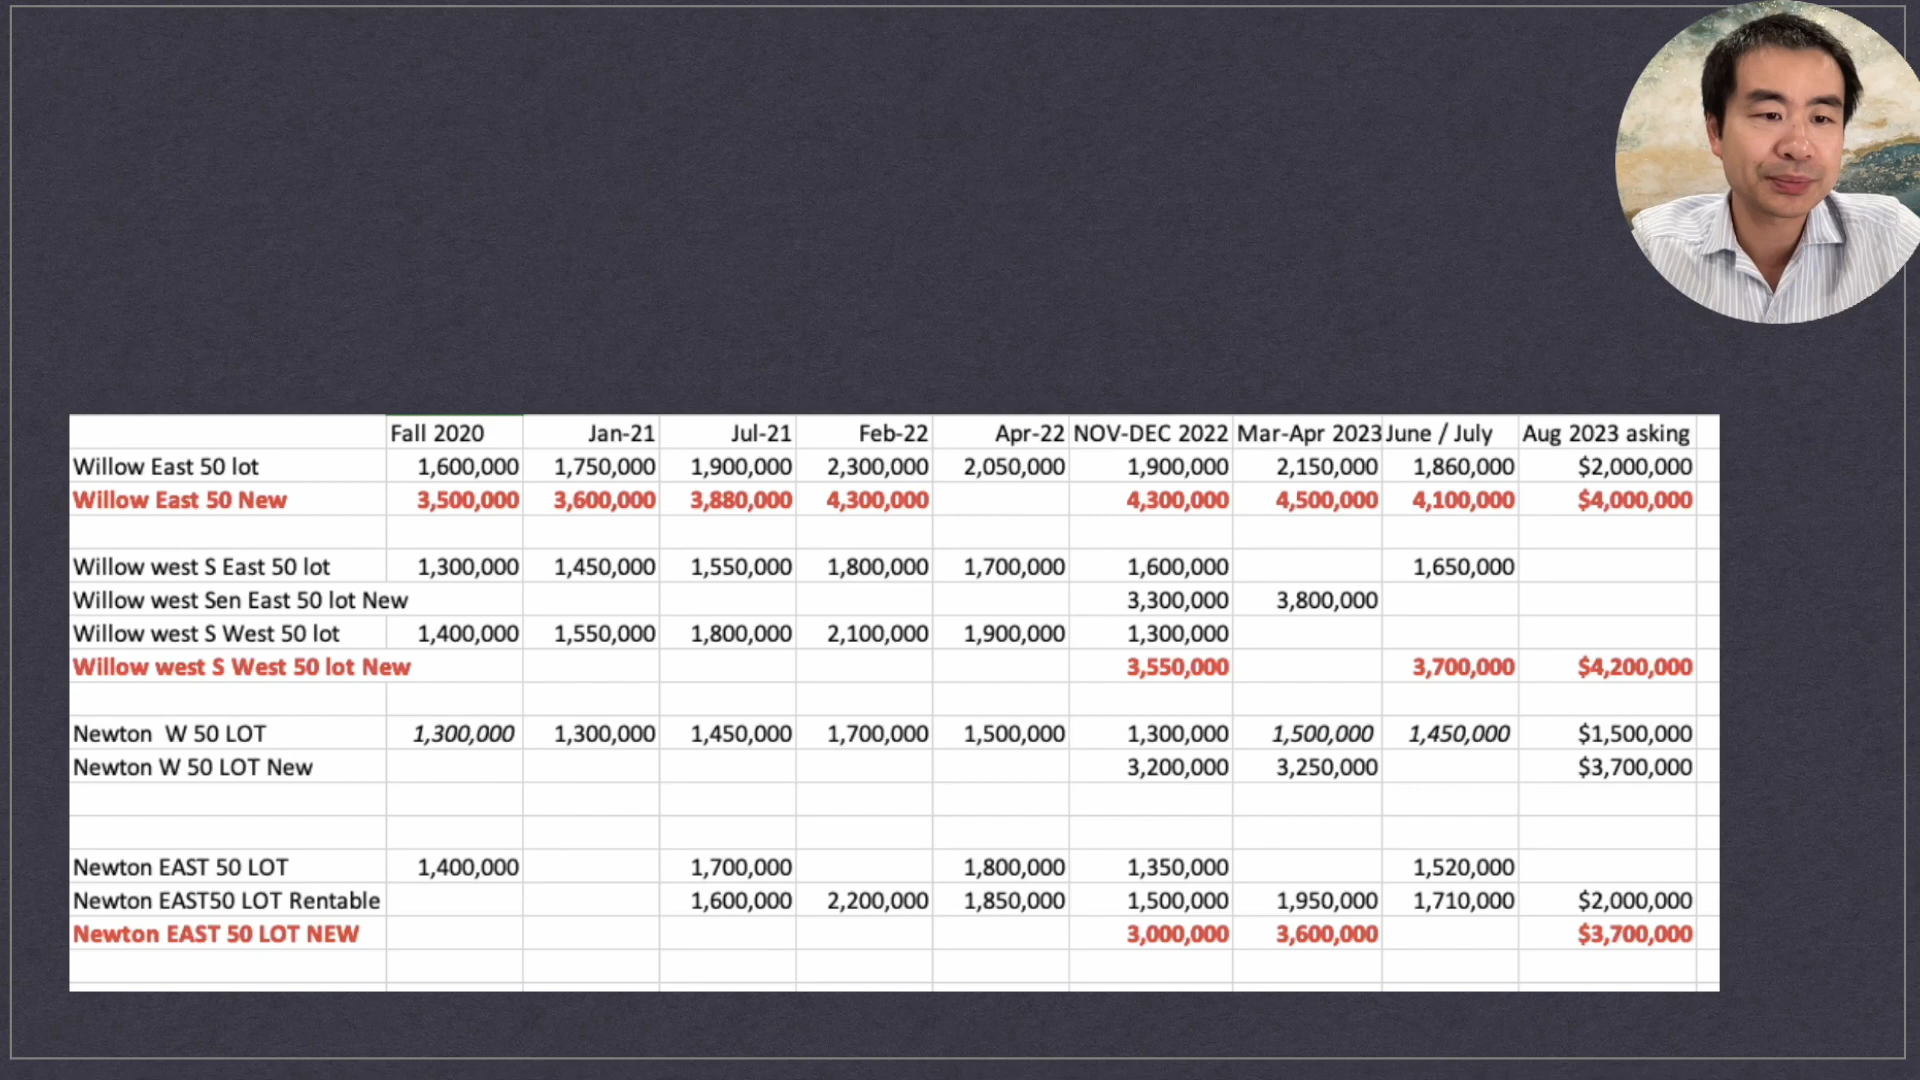 Fall 2020 Jan-21 Jul-21 Feb-22 Apr-22 NOV-DEC 2022 Mar-Apr 2023 June / July Aug 2023 asking
Willow East 50 lot 1,600,000 1,750,000 1,900,000 2,300,000 2,050,000 1,900,000 2,150,000 1,860,000 $2,000,000
Willow East 50 New 3,500,000 3,600,000 3,880,000 4,300,000 4,300,000 4,500,000 4,100,000 $4,000,000
Willow west S East 50 lot 1,300,000 1,450,000 1,550,000 1,800,000 1,700,000 1,600,000 1,650,000
Willow west Sen East 50 lot New 3,300,000 3,800,000
Willow west S West 50 lot 1,400,000 1,550,000 1,800,000 2,100,000 1,900,000 1,300,000
Willow west S West 50 lot New 3,550,000 3,700,000 $4,200,000
Newton W 50 LOT 1,300,000 1,300,000 1,450,000 1,700,000 1,500,000 1,300,000 1,500,000 1,450,000 $1,500,000
Newton W 50 LOT New 3,200,000 3,250,000 $3,700,000
Newton EAST 50 LOT 1,400,000 1,700,000 1,800,000 1,350,000 1,520,000
Newton EAST50 LOT Rentable 1,600,000 2,200,000 1,850,000 1,500,000 1,950,000 1,710,000 $2,000,000
Newton EAST 50 LOT NEW 3,000,000 3,600,000 $3,700,000